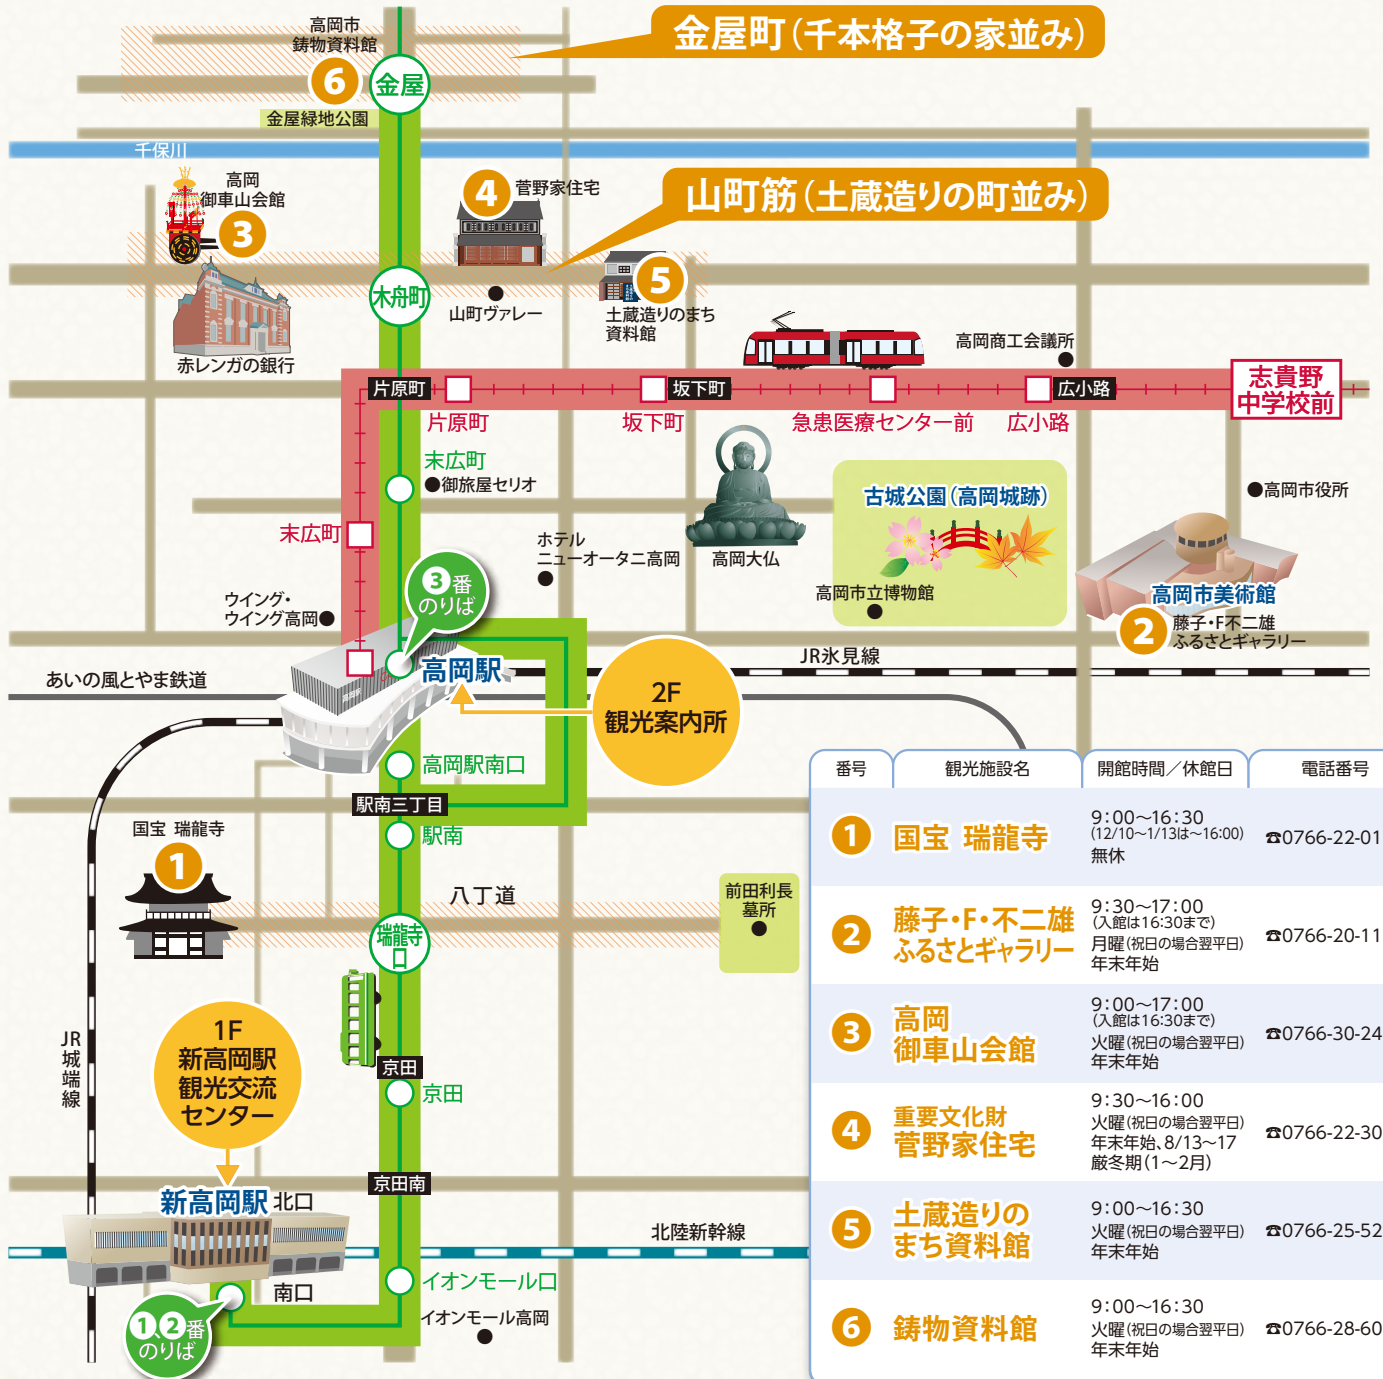 高岡市
鋳物資料館
6
金屋
金屋町(千本格子の家並み)
金屋緑地公園
千保川
高岡
御車山会館
3
4
菅野家住宅
山町筋(土蔵造りの町並み)
5
木舟町
山町ヴァレー
土蔵造りのまち
資料館
赤レンガの銀行
高岡商工会議所
片原町
坂下町
広小路
志貴野
中学校前
片原町
坂下町
急患医療センター前
広小路
末広町
御旅屋セリオ
末広町
ホテル
ニューオータニ高岡
高岡大仏
古城公園(高岡城跡)
高岡市立博物館
高岡市役所
高岡市美術館
2
藤子・F不二雄
ふるさとギャラリー
3番
のりば
ウイング・
ウイング高岡
高岡駅
JR氷見線
あいの風とやま鉄道
2F
観光案内所
高岡駅南口
駅南三丁目
駅南
国宝 瑞龍寺
1
八丁道
前田利長
墓所
瑞龍寺
口
JR城端線
1F
新高岡駅
観光交流
センター
京田
京田
京田南
新高岡駅
北口
北陸新幹線
南口
イオンモール口
イオンモール高岡
1、2番
のりば
番号 観光施設名 開館時間/休館日 電話番号
1 国宝 瑞龍寺
9:00〜16:30
(12/10〜1/13は〜16:00)
無休
☎0766-22-01
2 藤子・F・不二雄
ふるさとギャラリー
9:30〜17:00
(入館は16:30まで)
月曜(祝日の場合翌平日)
年末年始
☎0766-20-11
3 高岡
御車山会館
9:00〜17:00
(入館は16:30まで)
火曜(祝日の場合翌平日)
年末年始
☎0766-30-24
4 重要文化財
菅野家住宅
9:30〜16:00
火曜(祝日の場合翌平日)
年末年始、8/13〜17
厳冬期(1〜2月)
☎0766-22-30
5 土蔵造りの
まち資料館
9:00〜16:30
火曜(祝日の場合翌平日)
年末年始
☎0766-25-52
6 鋳物資料館
9:00〜16:30
火曜(祝日の場合翌平日)
年末年始
☎0766-28-60